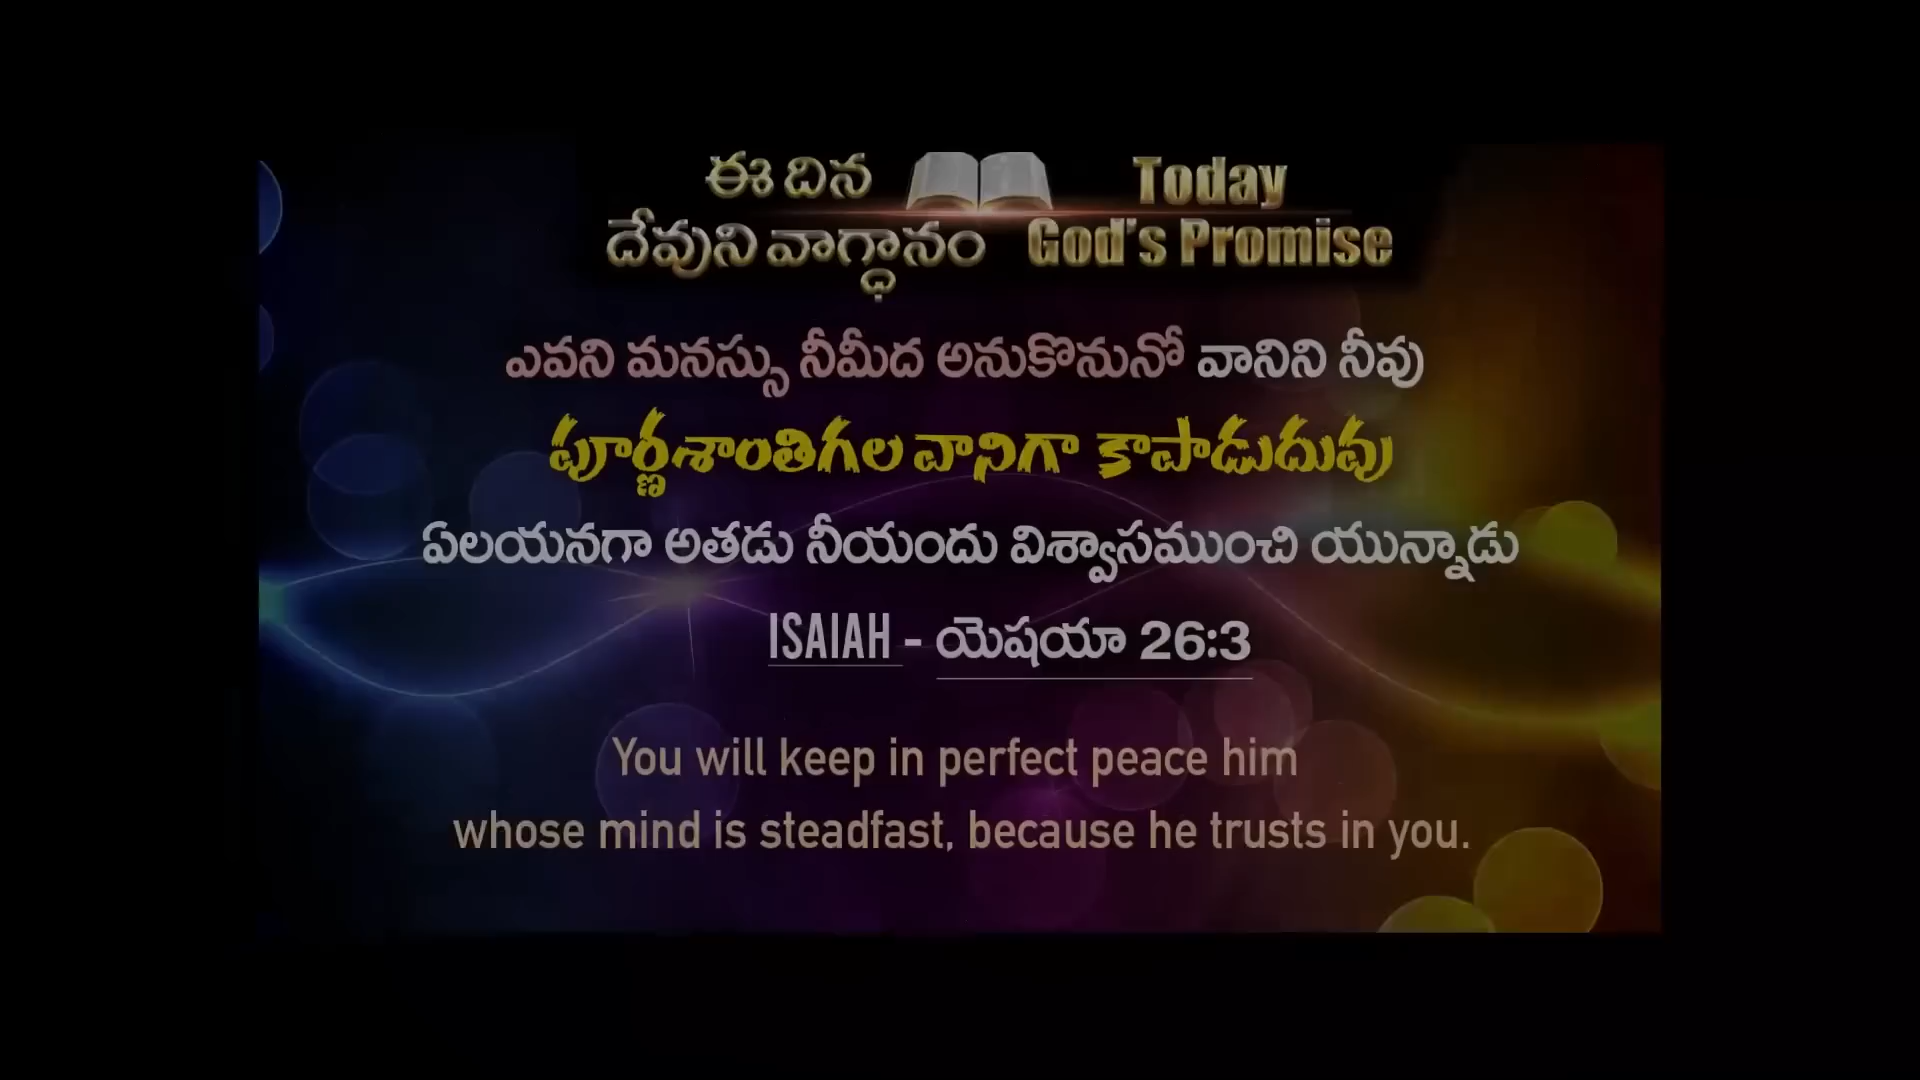 ఈ దిన Today
దేవుని వాగ్ధానం God's Promise
ఎవని మనస్సు నీమీద అనుకొనునో వానిని నీవు
పూర్ణశాంతిగల వానిగా కాపాడుదువు
ఏలయనగా అతడు నీయందు విశ్వాసముంచి యున్నాడు
ISAIAH - యెషయా 26:3
You will keep in perfect peace him
whose mind is steadfast, because he trusts in you.